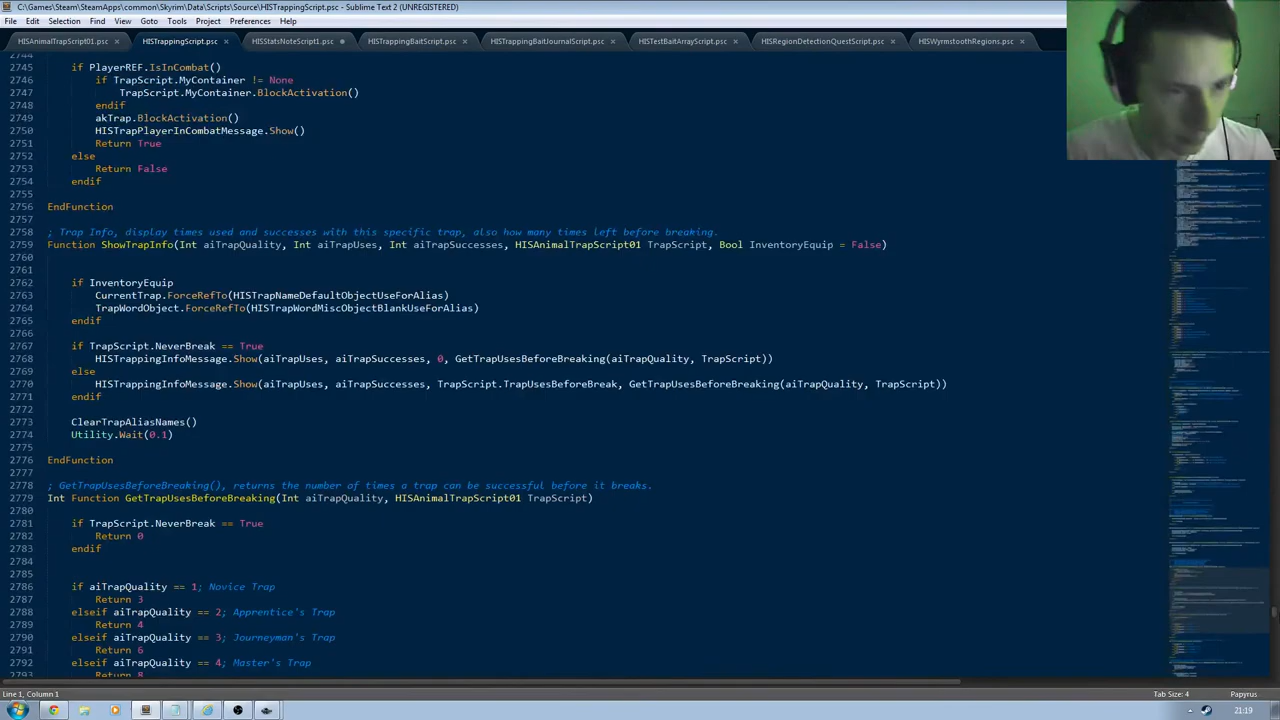 C:\Games\Steam\SteamApps\common\Skyrim\Data\Scripts\Source\HISTrappingScript.psc - Sublime Text 2 (UNREGISTERED)
File Edit Selection Find View Goto Tools Project Preferences Help
HISAnimalTrapScript01.psc × HISTrappingScript.psc × HISStatsNoteScript1.psc HISTrappingBaitScript.psc × HISTrappingBaitJournalScript.psc × HISTestBaitArrayScript.psc × HISRegionDetectionQuestScript.psc × HISWyrmstoothRegions.psc ×
2744
2745 if PlayerREF.IsInCombat()
2746 if TrapScript.MyContainer != None
2747 TrapScript.MyContainer.BlockActivation()
2748 endif
2749 akTrap.BlockActivation()
2750 HISTrapPlayerInCombatMessage.Show()
2751 Return True
2752 else
2753 Return False
2754 endif
2755
2756 EndFunction
2757
2758 ; Trap Info, display times used and successes with this specific trap, and how many times left before breaking.
2759 Function ShowTrapInfo(Int aiTrapQuality, Int aiTrapUses, Int aiTrapSuccesses, HISAnimalTrapScript01 TrapScript, Bool InventoryEquip = False)
2760
2761
2762 if InventoryEquip
2763 CurrentTrap.ForceRefTo(HISTrapNameDefaultObjectUseForAlias)
2764 TrapWordObject.ForceRefTo(HISTrapWordMiscObjectBlankUseForAlias)
2765 endif
2766
2767 if TrapScript.NeverBreak == True
2768 HISTrappingInfoMessage.Show(aiTrapUses, aiTrapSuccesses, 0, GetTrapUsesBeforeBreaking(aiTrapQuality, TrapScript))
2769 else
2770 HISTrappingInfoMessage.Show(aiTrapUses, aiTrapSuccesses, TrapScript.TrapUsesBeforeBreak, GetTrapUsesBeforeBreaking(aiTrapQuality, TrapScript))
2771 endif
2772
2773 ClearTrapAliasNames()
2774 Utility.Wait(0.1)
2775
2776 EndFunction
2777
2778 ; GetTrapUsesBeforeBreaking(), returns the number of times a trap can be successful before it breaks.
2779 Int Function GetTrapUsesBeforeBreaking(Int aiTrapQuality, HISAnimalTrapScript01 TrapScript)
2780
2781 if TrapScript.NeverBreak == True
2782 Return 0
2783 endif
2784
2785
2786 if aiTrapQuality == 1; Novice Trap
2787 Return 3
2788 elseif aiTrapQuality == 2; Apprentice's Trap
2789 Return 4
2790 elseif aiTrapQuality == 3; Journeyman's Trap
2791 Return 6
2792 elseif aiTrapQuality == 4; Master's Trap
2793 Return 8
Line 1, Column 1 Tab Size: 4 Papyrus
21:19